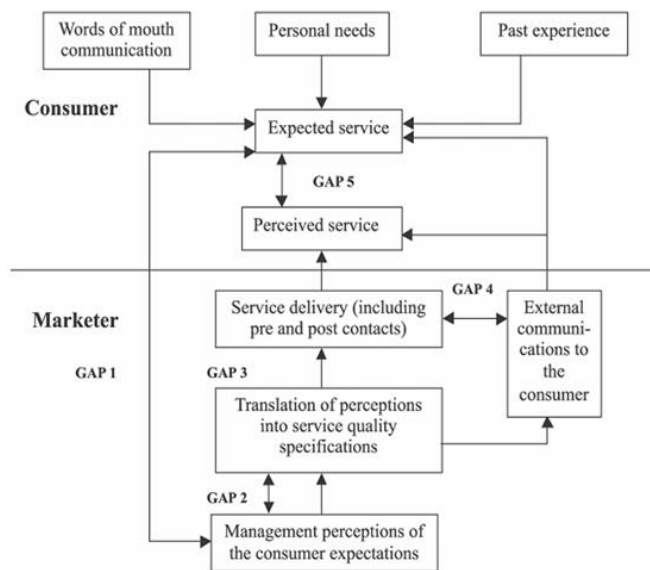 Words of mouth
communication
Personal needs
Past experience
Consumer
Expected service
GAP 5
Perceived service
Marketer
Service delivery (including
pre and post contacts)
GAP 4
External
communi-
cations to
the
consumer
GAP 1
GAP 3
Translation of perceptions
into service quality
specifications
GAP 2
Management perceptions of
the consumer expectations